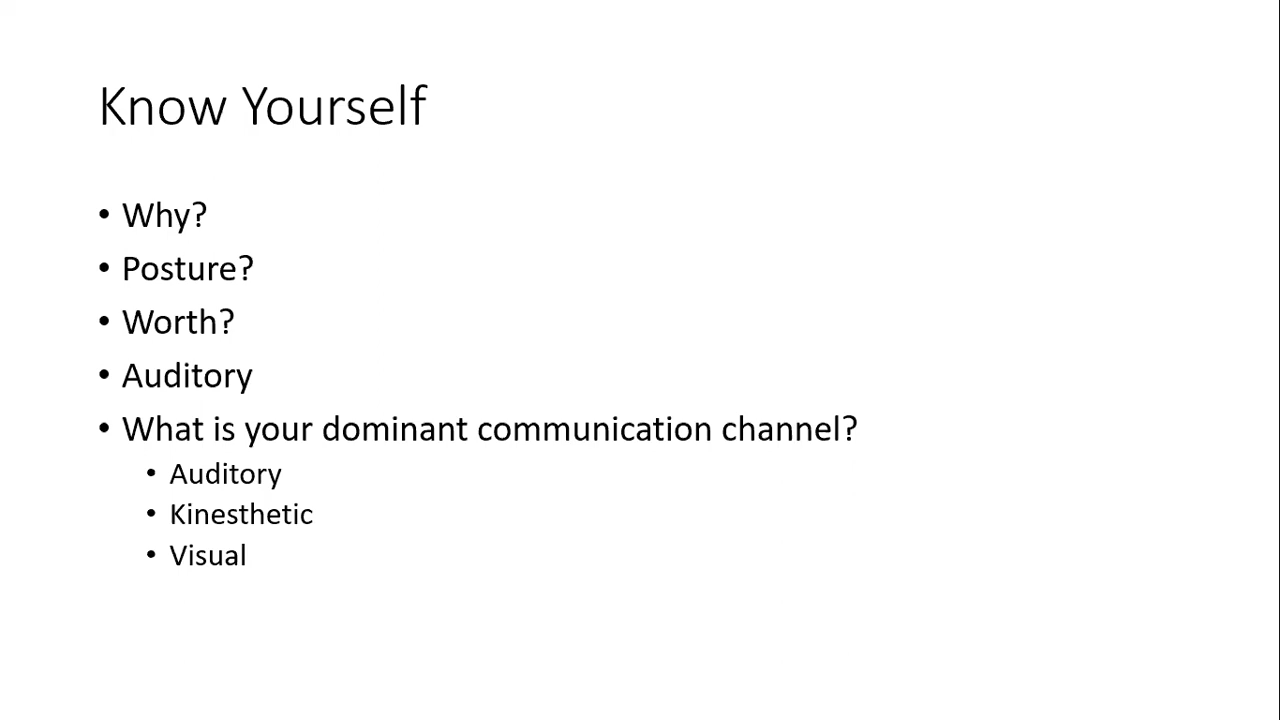 Know Yourself
• Why?
• Posture?
• Worth?
• Auditory
• What is your dominant communication channel?
• Auditory
• Kinesthetic
• Visual